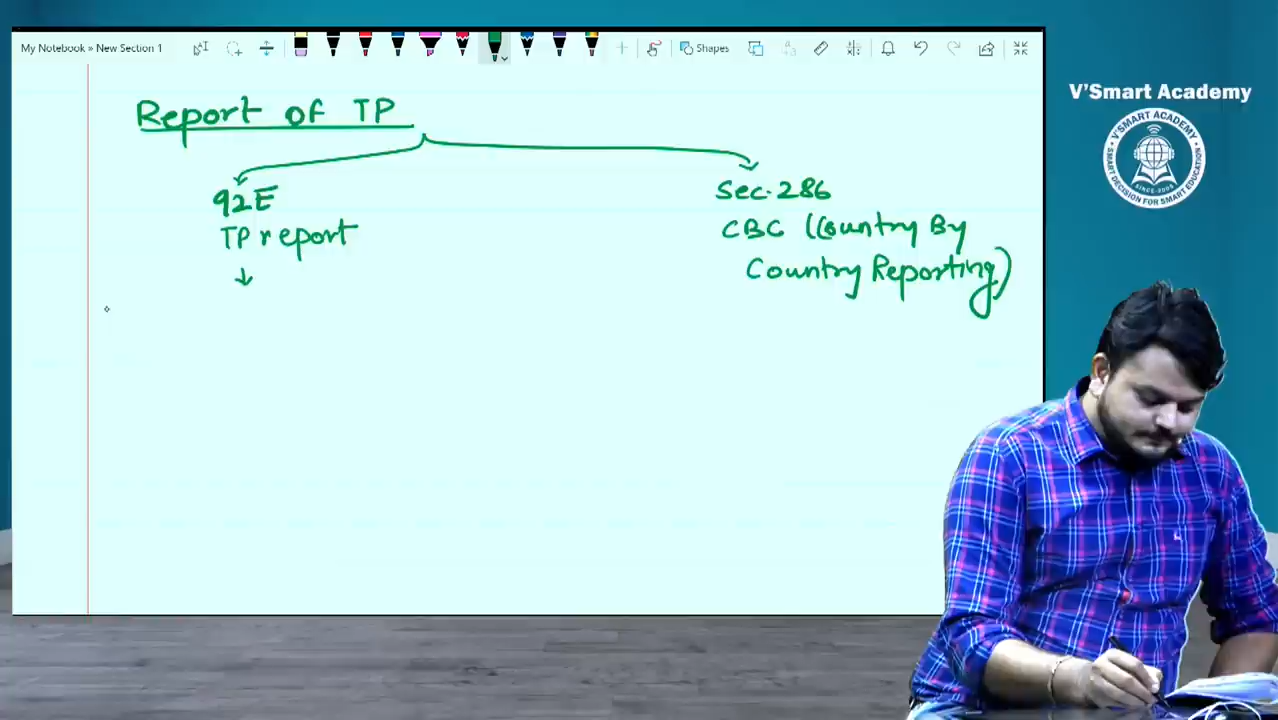 My Notebook » New Section 1
Shapes
V'Smart Academy
V'SMART ACADEMY
SINCE-2005
SMART DECISION FOR SMART EDUCATION
Report of TP
92E
TP report
Sec. 286
CBC (Country By
Country Reporting)